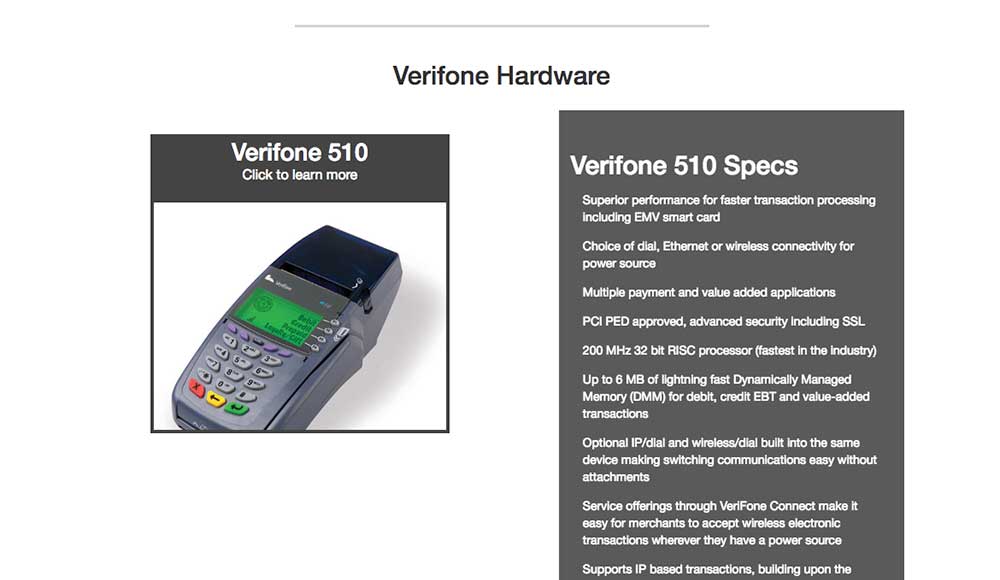 Verifone Hardware
Verifone 510
Click to learn more
Verifone
Debit
Credit
Prepaid
Loyalty/Gift
Verifone 510 Specs
Superior performance for faster transaction processing
including EMV smart card
Choice of dial, Ethernet or wireless connectivity for
power source
Multiple payment and value added applications
PCI PED approved, advanced security including SSL
200 MHz 32 bit RISC processor (fastest in the industry)
Up to 6 MB of lightning fast Dynamically Managed
Memory (DMM) for debit, credit EBT and value-added
transactions
Optional IP/dial and wireless/dial built into the same
device making switching communications easy without
attachments
Service offerings through VeriFone Connect make it
easy for merchants to accept wireless electronic
transactions wherever they have a power source
Supports IP based transactions, building upon the